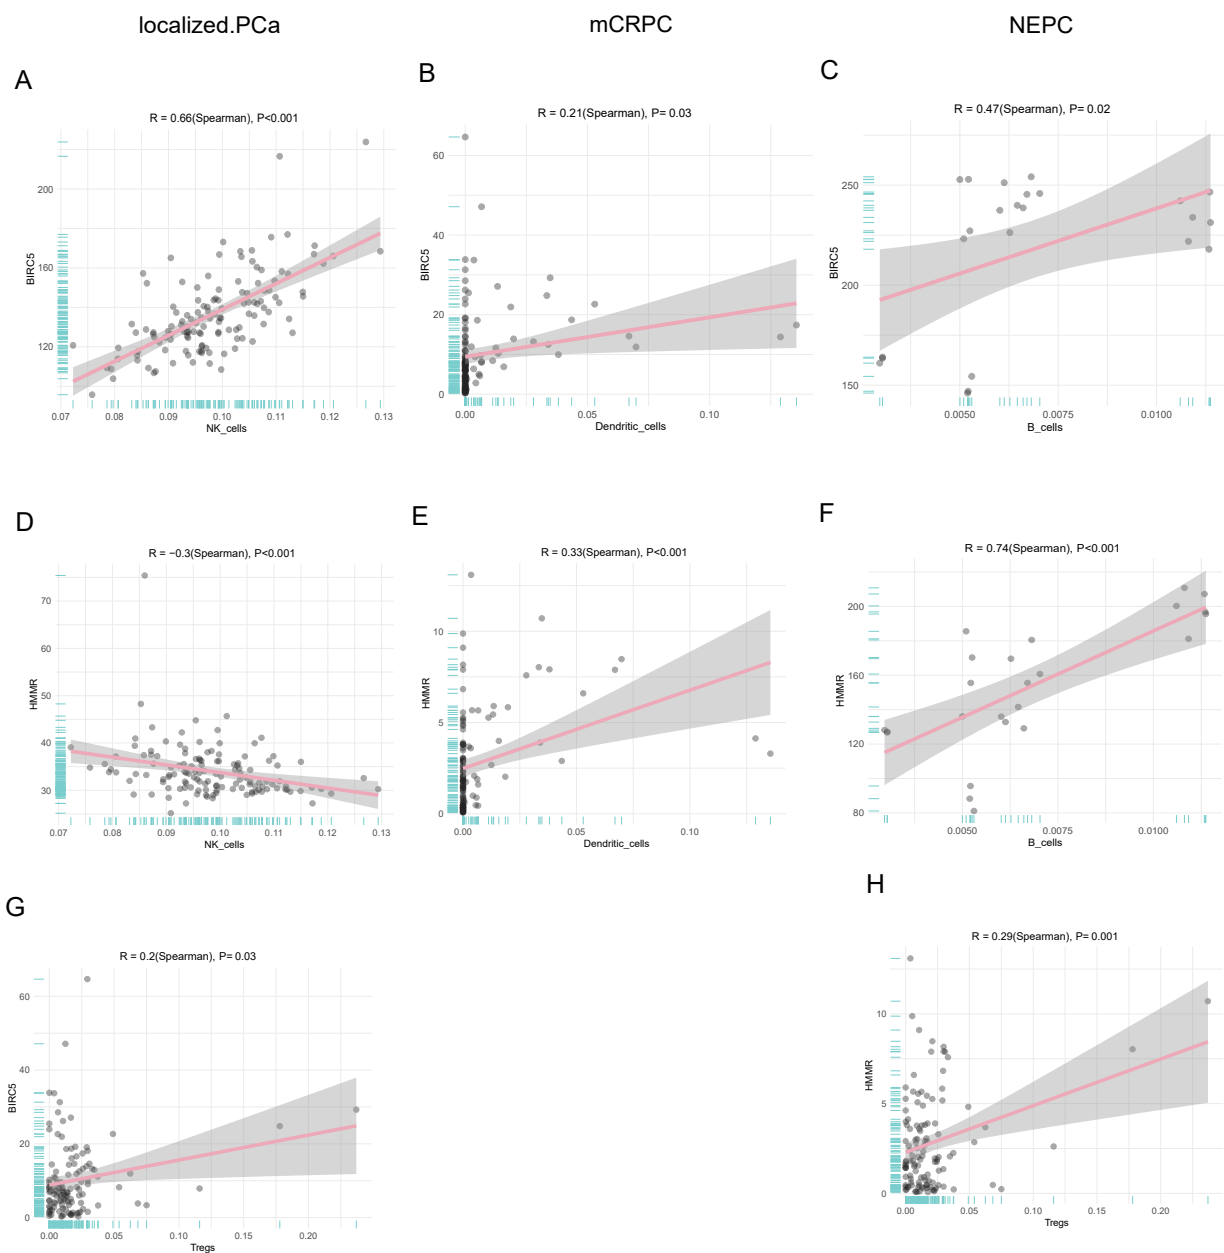 localized.PCa
mCRPC
NEPC
A
R = 0.66(Spearman), P<0.001
BIRC5
200
160
120
0.07 0.08 0.09 0.10 0.11 0.12 0.13
NK_cells
B
R = 0.21(Spearman), P= 0.03
BIRC5
60
40
20
0
0.00 0.05 0.10
Dendritic_cells
C
R = 0.47(Spearman), P= 0.02
BIRC5
250
200
150
0.0050 0.0075 0.0100
B_cells
D
R = −0.3(Spearman), P<0.001
HMMR
70
60
50
40
30
0.07 0.08 0.09 0.10 0.11 0.12 0.13
NK_cells
E
R = 0.33(Spearman), P<0.001
HMMR
10
5
0
0.00 0.05 0.10
Dendritic_cells
F
R = 0.74(Spearman), P<0.001
HMMR
200
160
120
80
0.0050 0.0075 0.0100
B_cells
G
R = 0.2(Spearman), P= 0.03
BIRC5
60
40
20
0
0.00 0.05 0.10 0.15 0.20
Tregs
H
R = 0.29(Spearman), P= 0.001
HMMR
10
5
0
0.00 0.05 0.10 0.15 0.20
Tregs